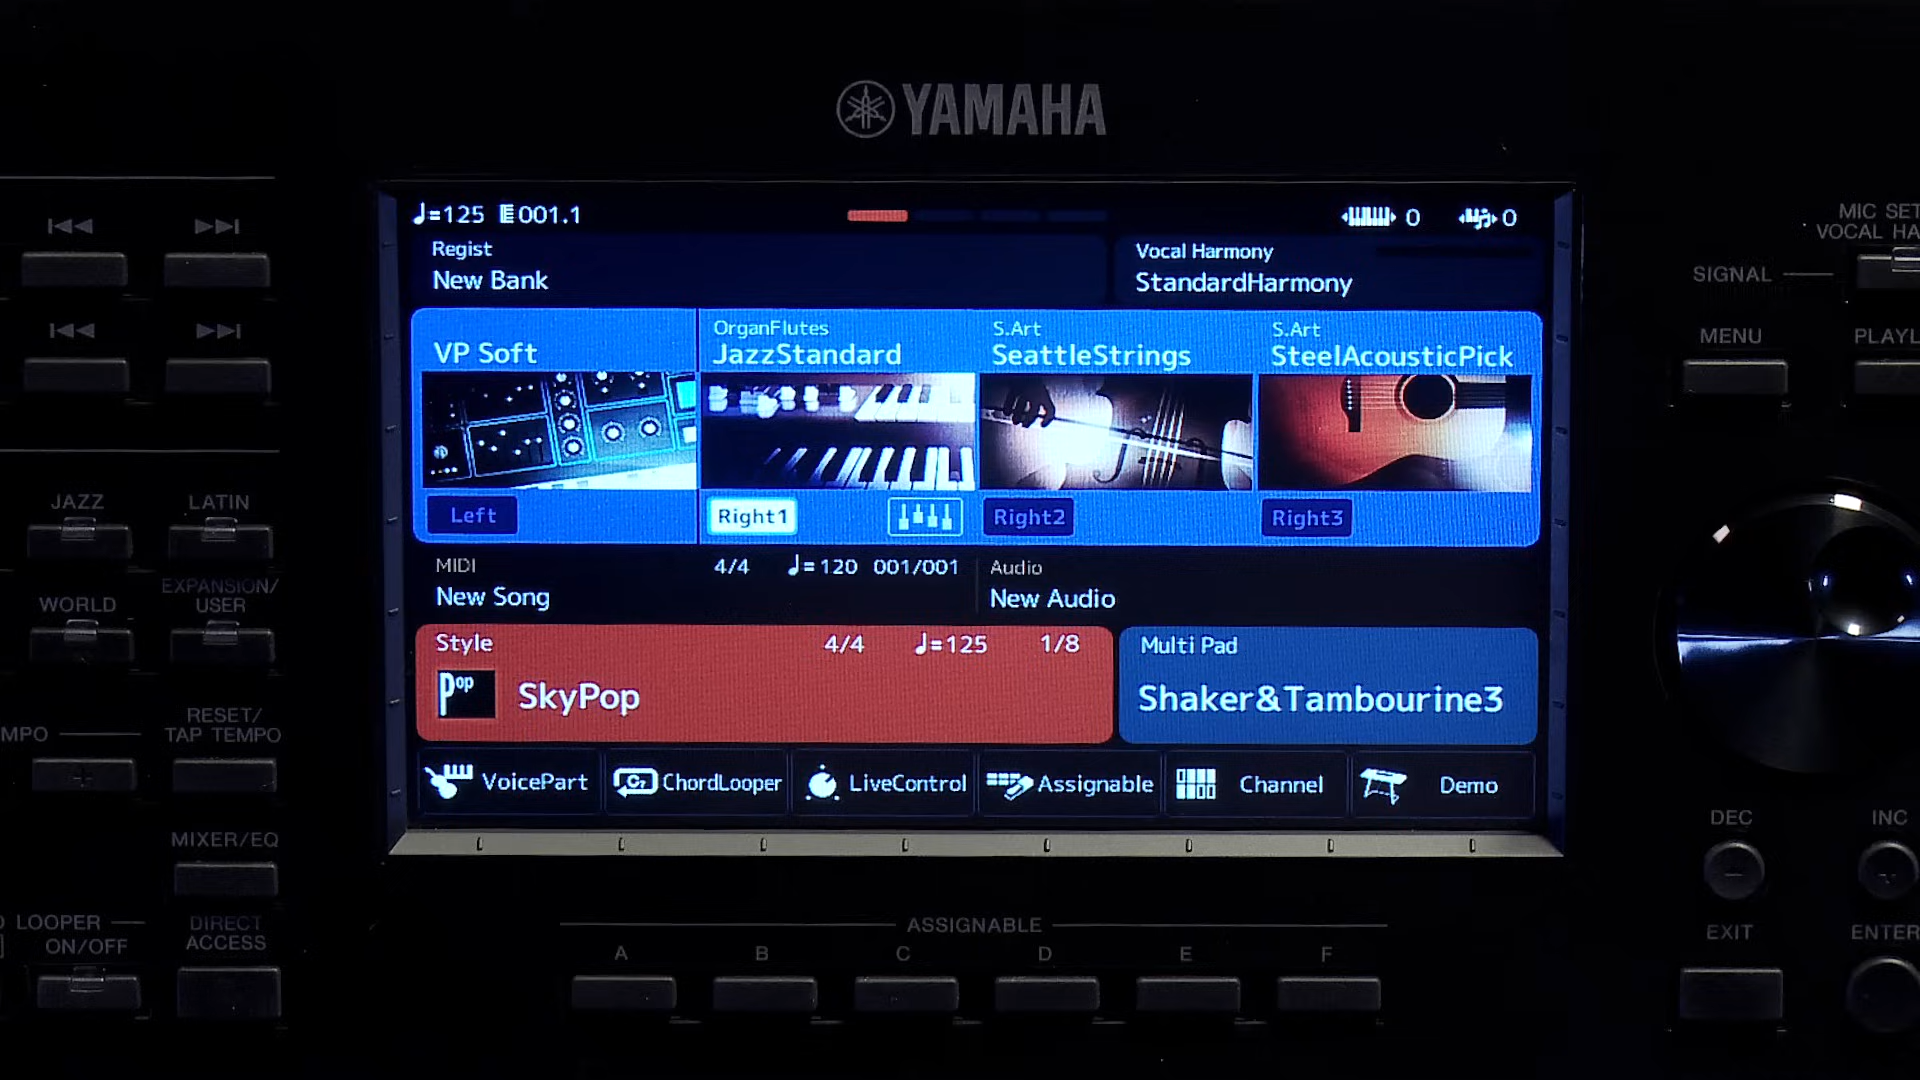 YAMAHA
♩=125 001.1
0 0
Regist
New Bank
Vocal Harmony
StandardHarmony
VP Soft
OrganFlutes
JazzStandard
S.Art
SeattleStrings
S.Art
SteelAcousticPick
Left
Right1
Right2
Right3
MIDI 4/4 ♩=120 001/001
New Song
Audio
New Audio
Style 4/4 ♩=125 1/8
Pop
SkyPop
Multi Pad
Shaker&Tambourine3
VoicePart
C7
ChordLooper
LiveControl
Assignable
Channel
Demo
JAZZ
LATIN
WORLD
EXPANSION/
USER
RESET/
TAP TEMPO
MPO
MIXER/EQ
LOOPER
ON/OFF
DIRECT
ACCESS
ASSIGNABLE
A B C D E F
MIC SET
VOCAL HA
SIGNAL
MENU
PLAYL
DEC
INC
EXIT
ENTER